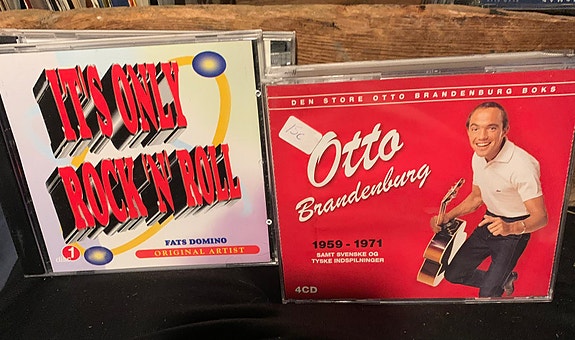 IT'S ONLY
ROCK 'N' ROLL
FATS DOMINO
ORIGINAL ARTIST
disc 1
DEN STORE OTTO BRANDENBURG BOKS
Otto
Brandenburg
1959 - 1971
SAMT SVENSKE OG
TYSKE INDSPILNINGER
4CD